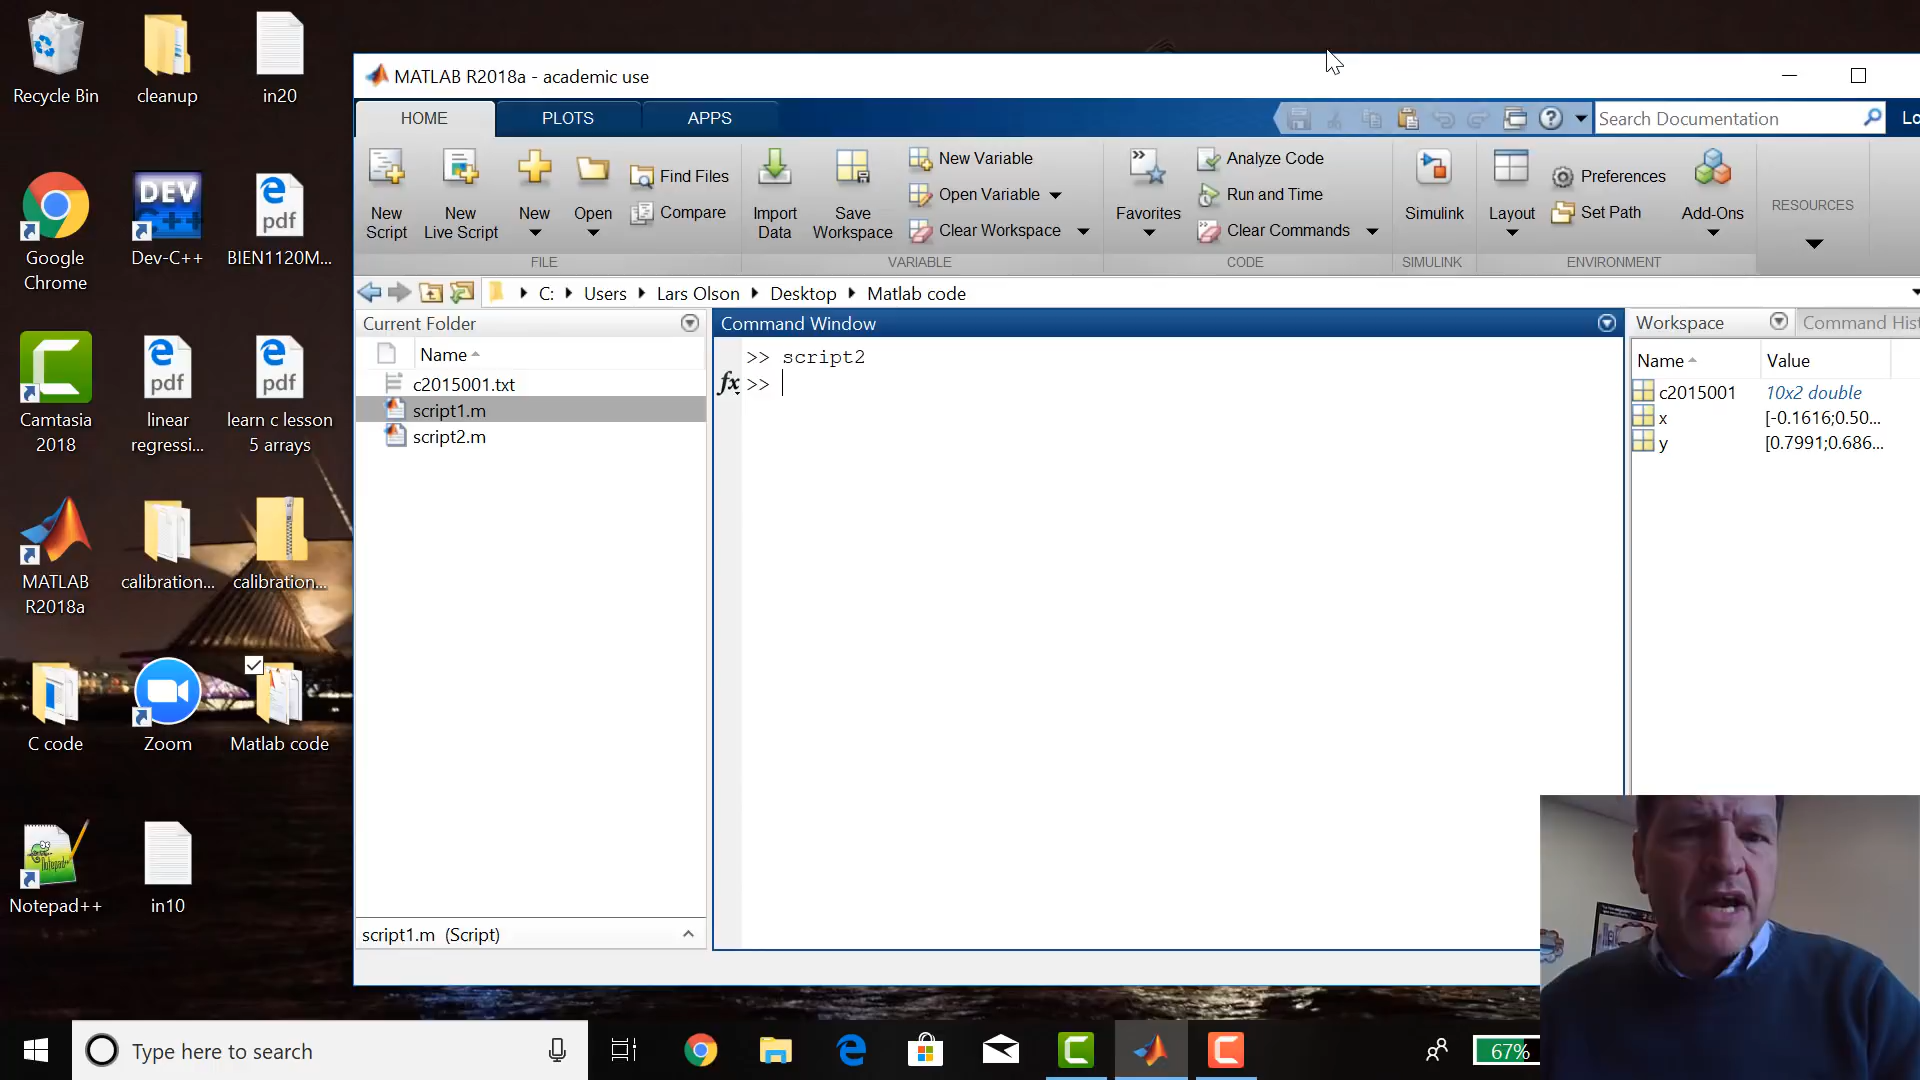 Recycle Bin
cleanup
in20
Google
Chrome
DEV
C++
Dev-C++
pdf
BIEN1120M...
Camtasia
2018
pdf
linear
regressi...
pdf
learn c lesson
5 arrays
MATLAB
R2018a
calibration...
calibration...
C code
Zoom
Matlab code
Notepad++
in10
MATLAB R2018a - academic use
HOME
PLOTS
APPS
Search Documentation
Lo
New
Script
New
Live Script
New
Open
Find Files
Compare
FILE
Import
Data
Save
Workspace
New Variable
Open Variable
Clear Workspace
VARIABLE
Favorites
Analyze Code
Run and Time
Clear Commands
CODE
Simulink
SIMULINK
Layout
Preferences
Set Path
Add-Ons
ENVIRONMENT
RESOURCES
C:
Users
Lars Olson
Desktop
Matlab code
Current Folder
Name
c2015001.txt
script1.m
script2.m
script1.m (Script)
Command Window
>> script2
fx >>
Workspace
Command Hist
Name
Value
c2015001
10x2 double
x
[-0.1616;0.50...
y
[0.7991;0.686...
Type here to search
67%